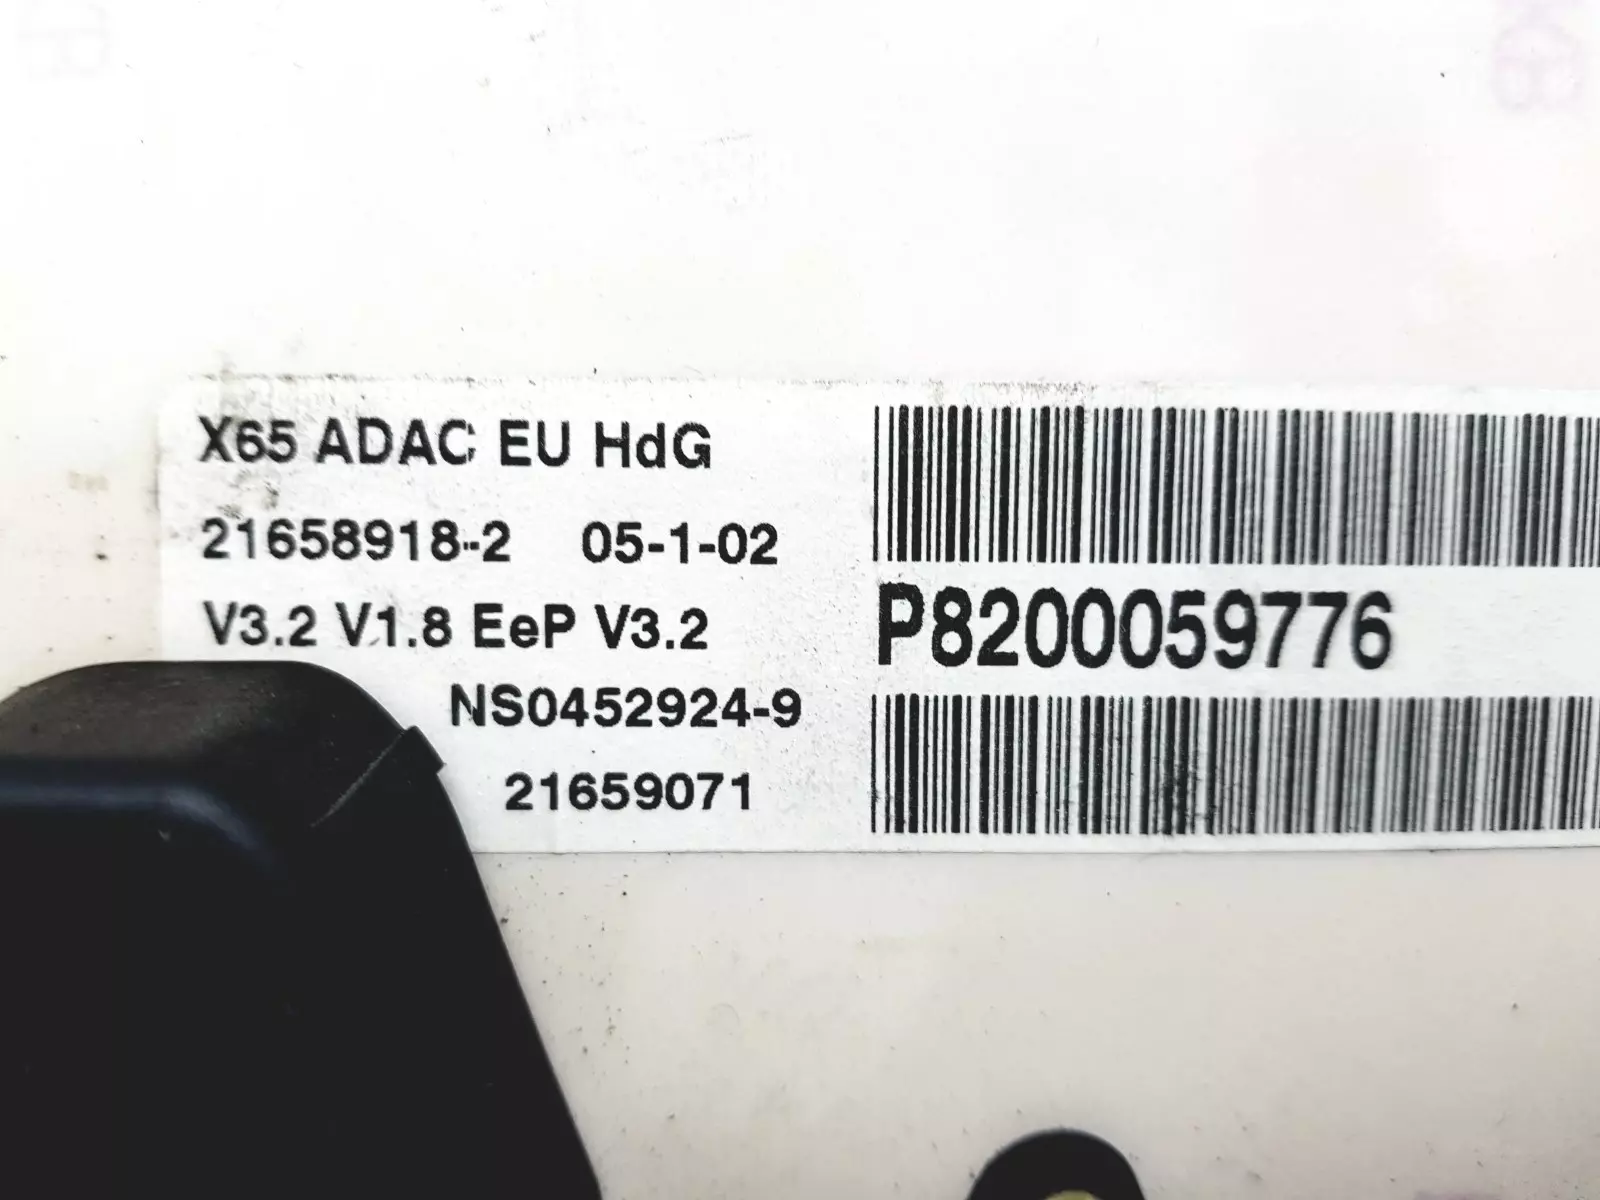 X65 ADAC EU HdG
21658918-2 05-1-02
V3.2 V1.8 EeP V3.2
NS0452924-9
21659071
P8200059776